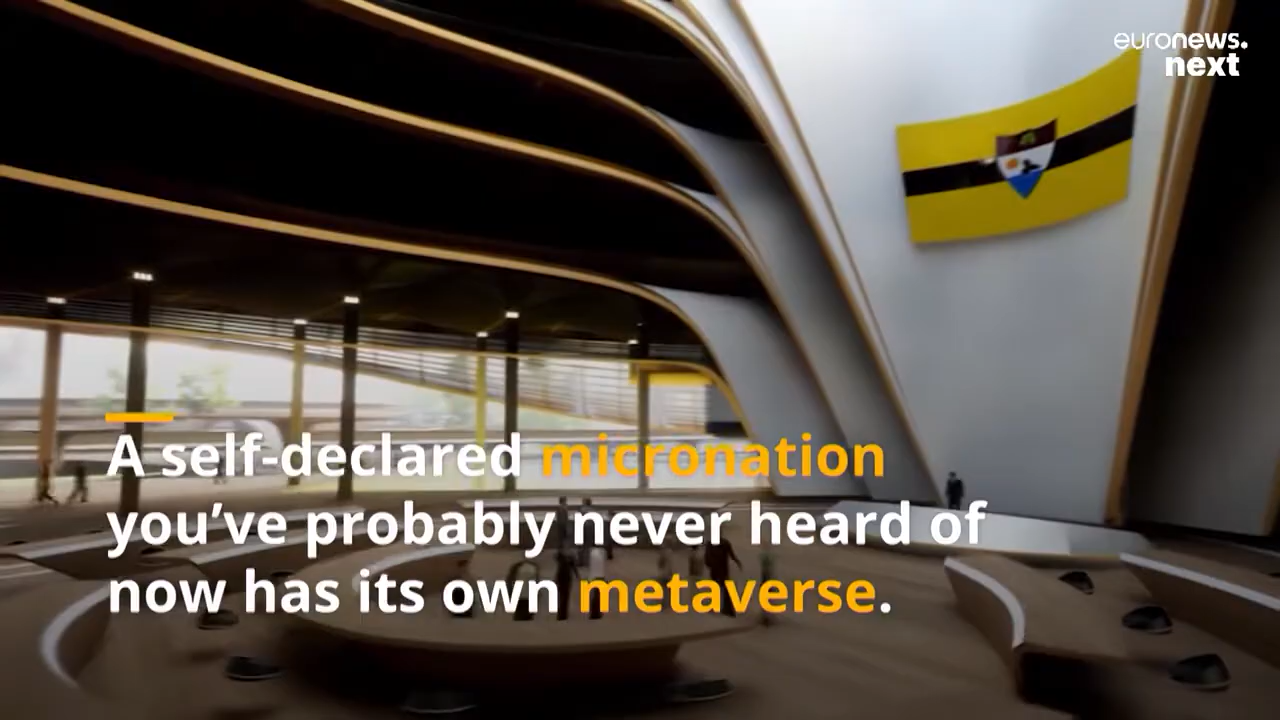 euronews.
next
A self-declared micronation
you've probably never heard of
now has its own metaverse.